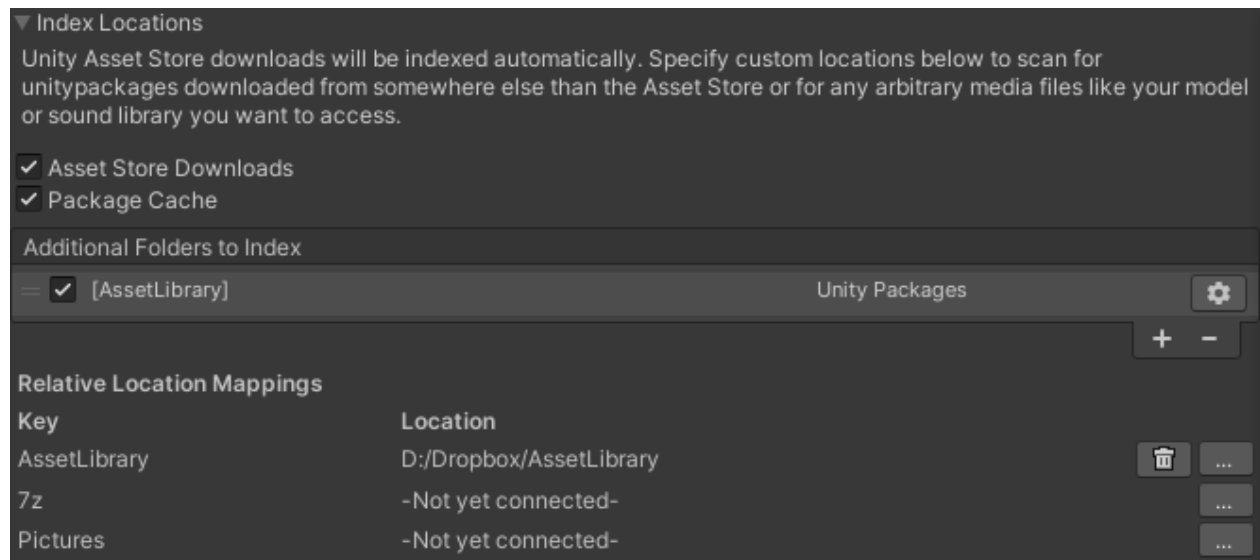 Index Locations
Unity Asset Store downloads will be indexed automatically. Specify custom locations below to scan for
unitypackages downloaded from somewhere else than the Asset Store or for any arbitrary media files like your model
or sound library you want to access.
Asset Store Downloads
Package Cache
Additional Folders to Index
[AssetLibrary] Unity Packages
+ -
Relative Location Mappings
Key Location
AssetLibrary D:/Dropbox/AssetLibrary ...
7z -Not yet connected- ...
Pictures -Not yet connected- ...